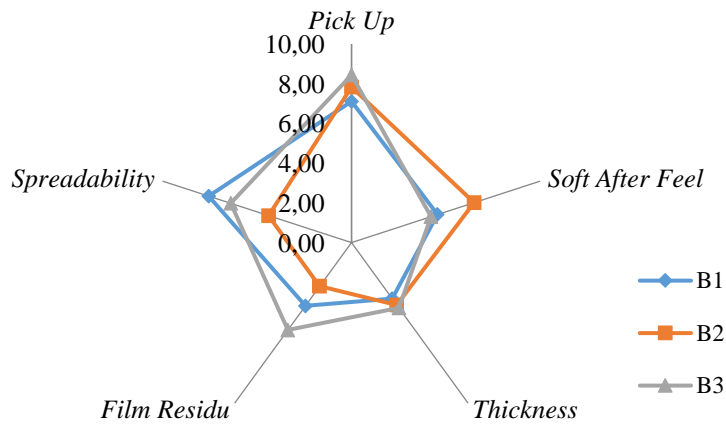 Pick Up
10,00
8,00
6,00
4,00
2,00
0,00
Spreadability
Soft After Feel
Film Residu
Thickness
B1
B2
B3